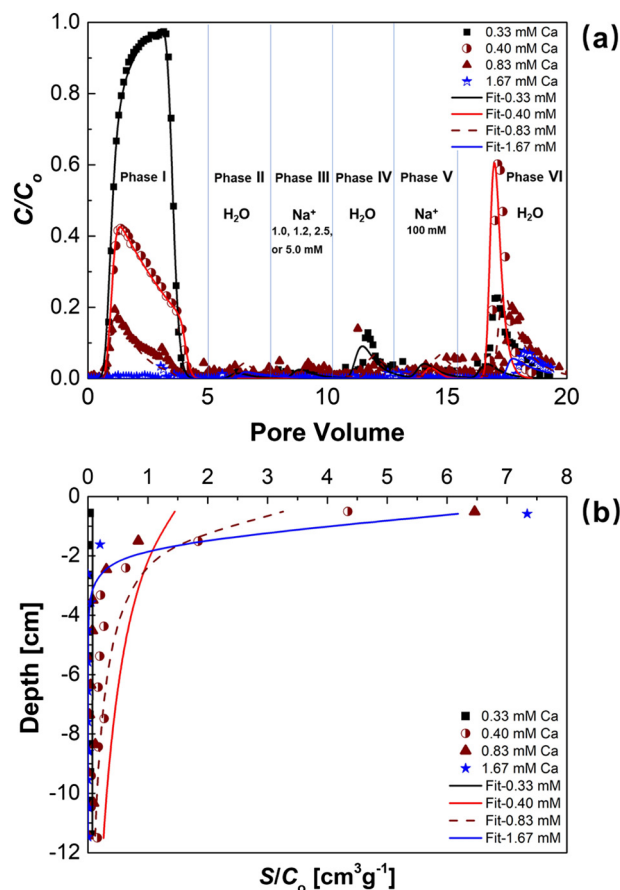 (a)
1.0
0.8
0.6
0.4
0.2
0.0
C/Co
0.33 mM Ca
0.40 mM Ca
0.83 mM Ca
1.67 mM Ca
Fit-0.33 mM
Fit-0.40 mM
Fit-0.83 mM
Fit-1.67 mM
Phase I
Phase II
Phase III
Phase IV
Phase V
Phase VI
H2O
Na+
H2O
Na+
H2O
1.0, 1.2, 2.5,
or 5.0 mM
100 mM
0 5 10 15 20
Pore Volume
(b)
0 1 2 3 4 5 6 7 8
0
-2
-4
-6
-8
-10
-12
Depth [cm]
0.33 mM Ca
0.40 mM Ca
0.83 mM Ca
1.67 mM Ca
Fit-0.33 mM
Fit-0.40 mM
Fit-0.83 mM
Fit-1.67 mM
S/Co [cm³g⁻¹]